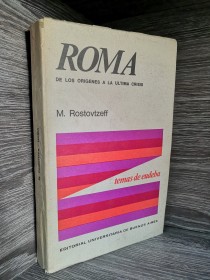 ROMA
DE LOS ORIGENES A LA ULTIMA CRISIS
M. Rostovtzeff
temas de eudeba
EDITORIAL UNIVERSITARIA DE BUENOS AIRES